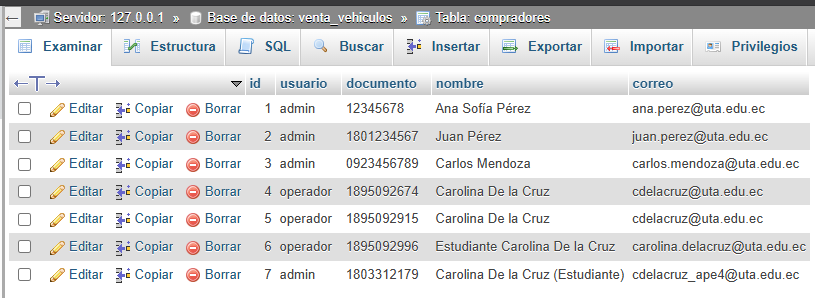 Servidor: 127.0.0.1 » Base de datos: venta_vehiculos » Tabla: compradores
Examinar Estructura SQL Buscar Insertar Exportar Importar Privilegios
id usuario documento nombre correo
Editar Copiar Borrar 1 admin 12345678 Ana Sofía Pérez ana.perez@uta.edu.ec
Editar Copiar Borrar 2 admin 1801234567 Juan Pérez juan.perez@uta.edu.ec
Editar Copiar Borrar 3 admin 0923456789 Carlos Mendoza carlos.mendoza@uta.edu.ec
Editar Copiar Borrar 4 operador 1895092674 Carolina De la Cruz cdelacruz@uta.edu.ec
Editar Copiar Borrar 5 operador 1895092915 Carolina De la Cruz cdelacruz@uta.edu.ec
Editar Copiar Borrar 6 operador 1895092996 Estudiante Carolina De la Cruz carolina.delacruz@uta.edu.ec
Editar Copiar Borrar 7 admin 1803312179 Carolina De la Cruz (Estudiante) cdelacruz_ape4@uta.edu.ec